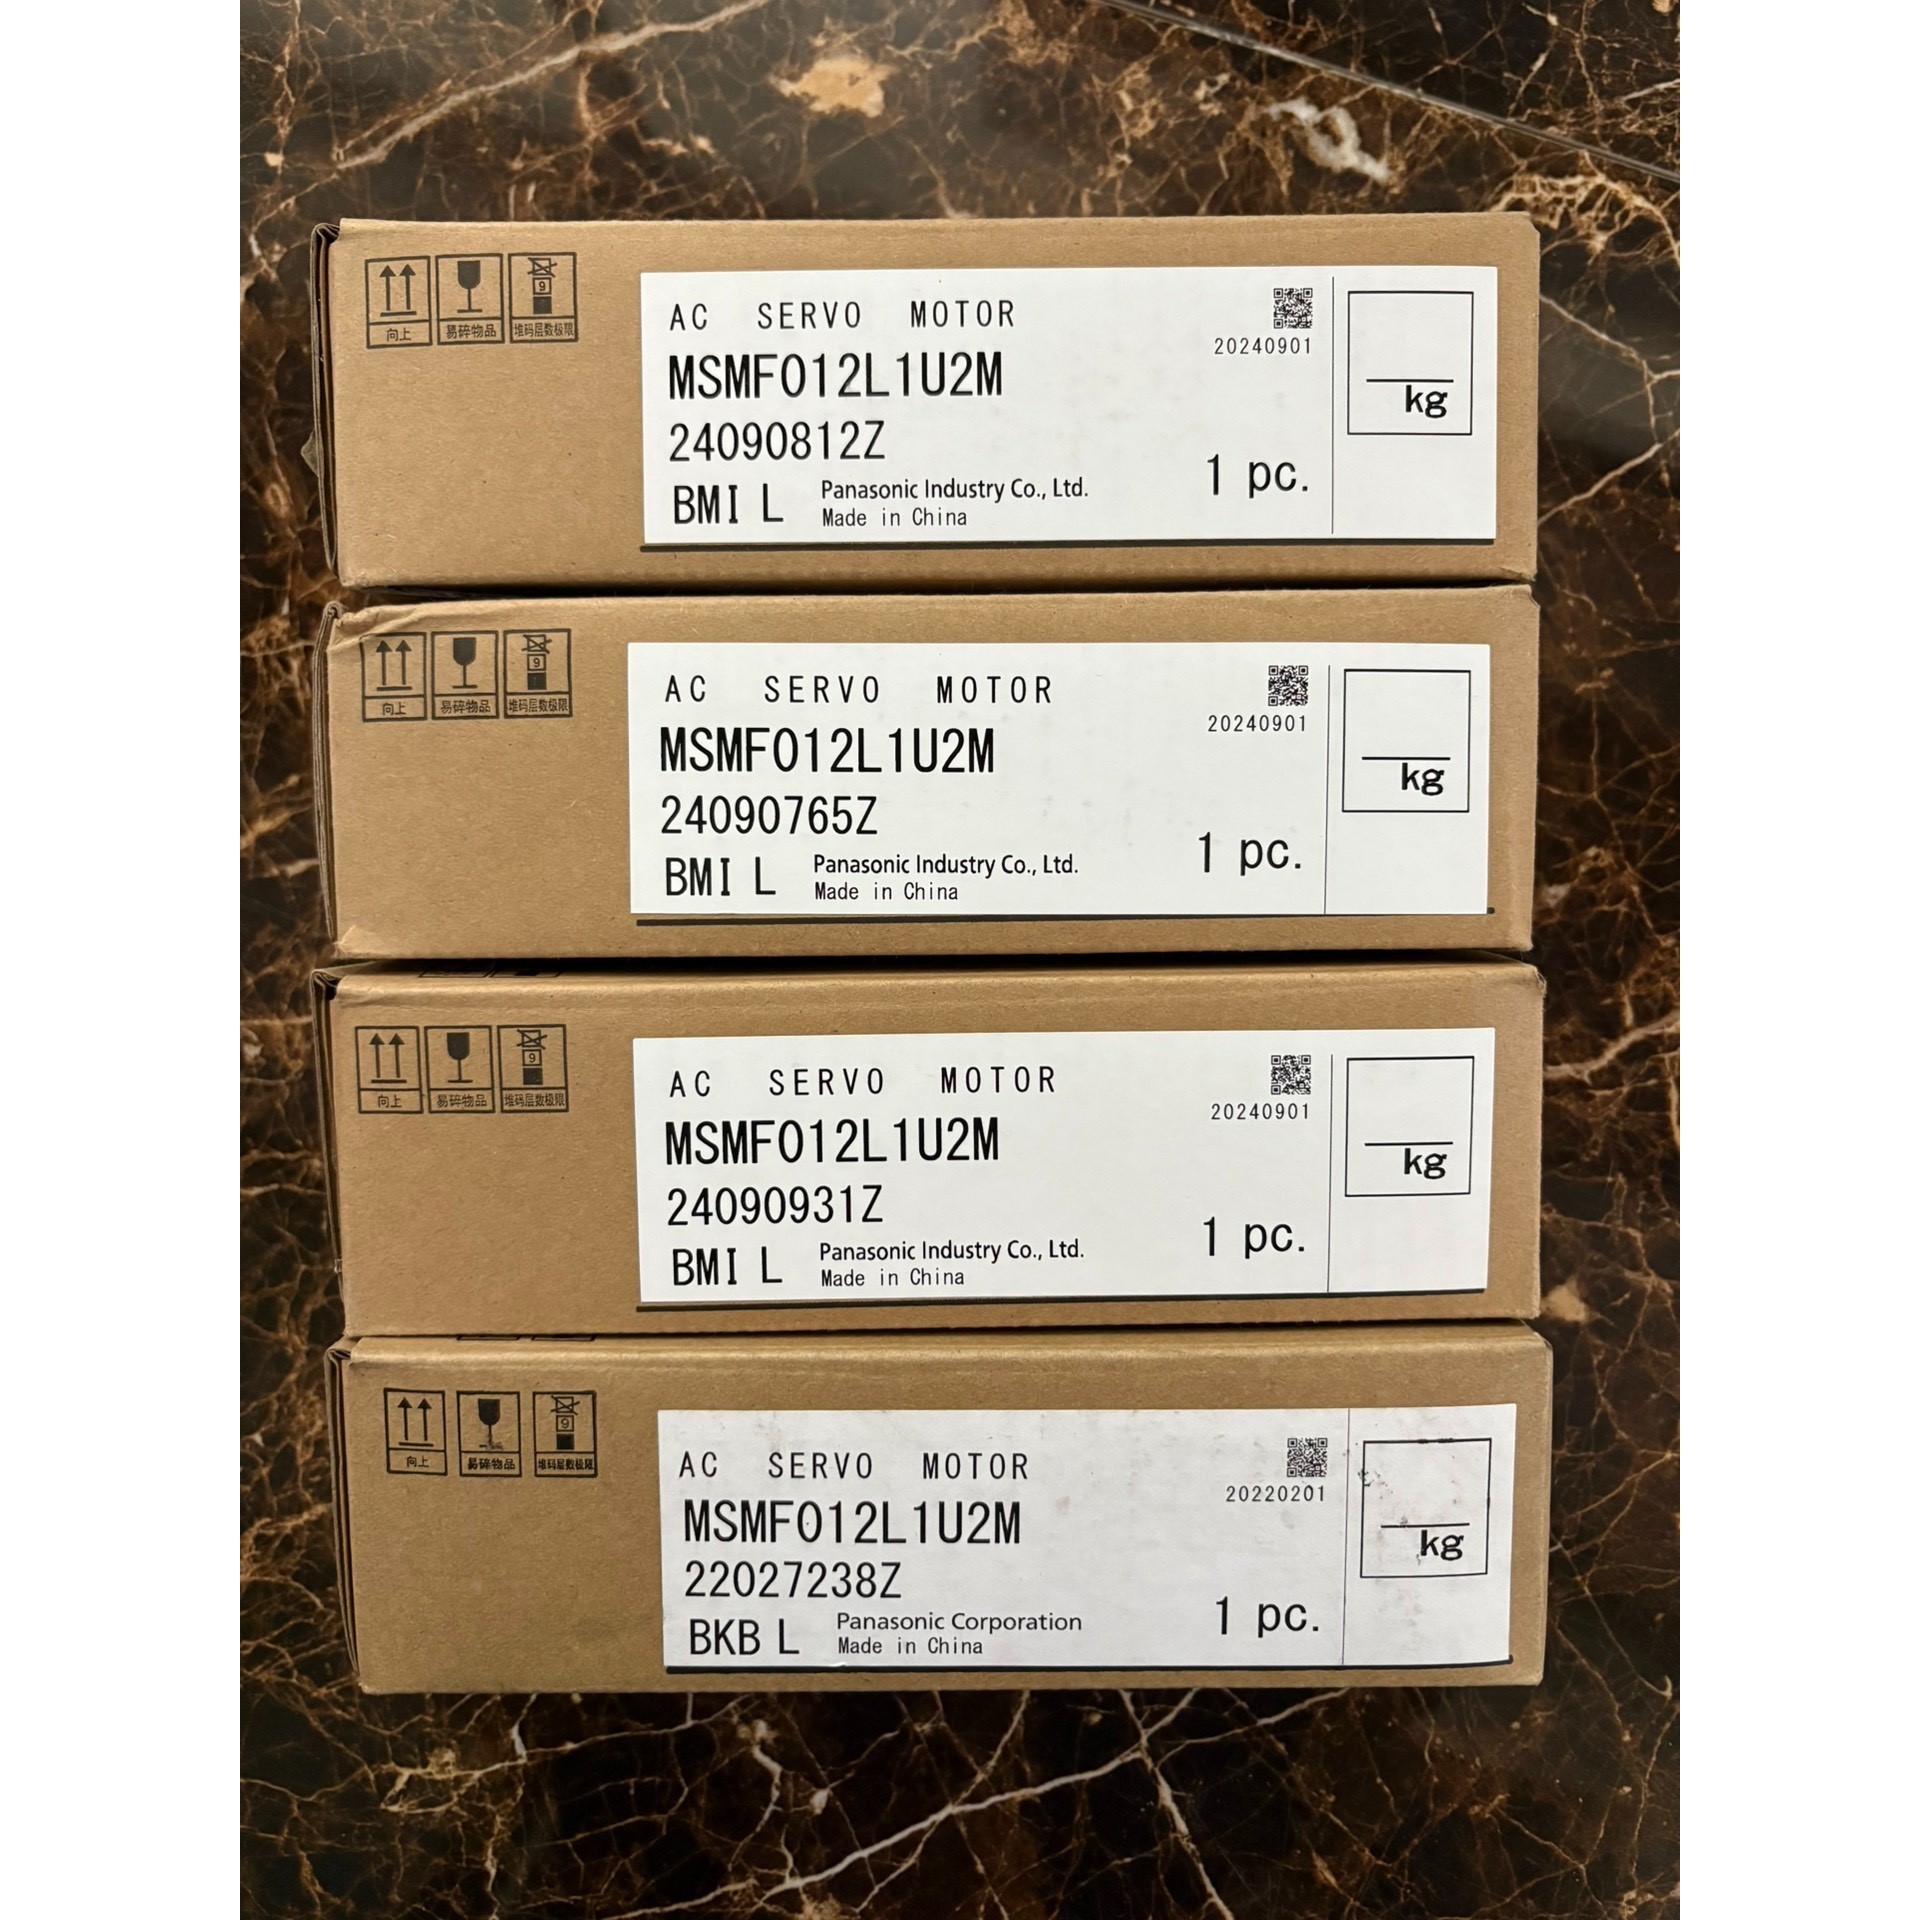 向上
易碎物品
9
堆码层数极限
AC SERVO MOTOR
20240901
MSMF012L1U2M
24090812Z
BMI L
Panasonic Industry Co., Ltd.
Made in China
1 pc.
kg
向上
易碎物品
9
堆码层数极限
AC SERVO MOTOR
20240901
MSMF012L1U2M
24090765Z
BMI L
Panasonic Industry Co., Ltd.
Made in China
1 pc.
kg
向上
易碎物品
9
堆码层数极限
AC SERVO MOTOR
20240901
MSMF012L1U2M
24090931Z
BMI L
Panasonic Industry Co., Ltd.
Made in China
1 pc.
kg
向上
易碎物品
9
堆码层数极限
AC SERVO MOTOR
20220201
MSMF012L1U2M
22027238Z
BKB L
Panasonic Corporation
Made in China
1 pc.
kg